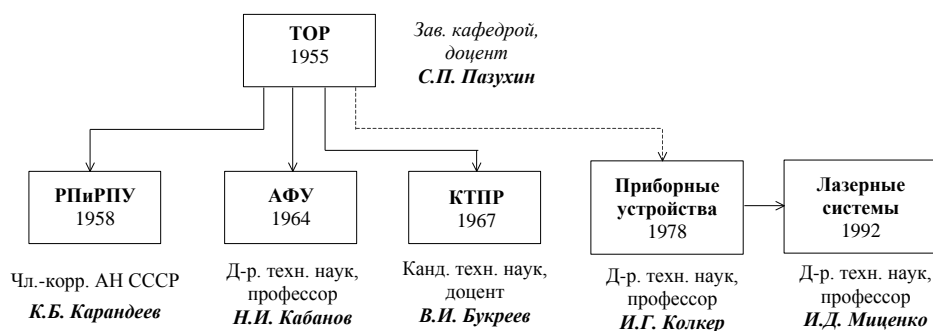 ТОР
1955
Зав. кафедрой,
доцент
С.П. Пазухин
РПиРПУ
1958
Чл.-корр. АН СССР
К.Б. Карандеев
АФУ
1964
Д-р. техн. наук,
профессор
Н.И. Кабанов
КТПР
1967
Канд. техн. наук,
доцент
В.И. Букреев
Приборные
устройства
1978
Д-р. техн. наук,
профессор
И.Г. Колкер
Лазерные
системы
1992
Д-р. техн. наук,
профессор
И.Д. Миценко